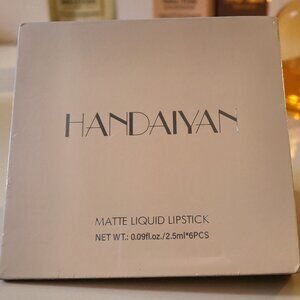 HANDAIYAN
MATTE LIQUID LIPSTICK
NET WT.: 0.09fl.oz./2.5ml*6PCS